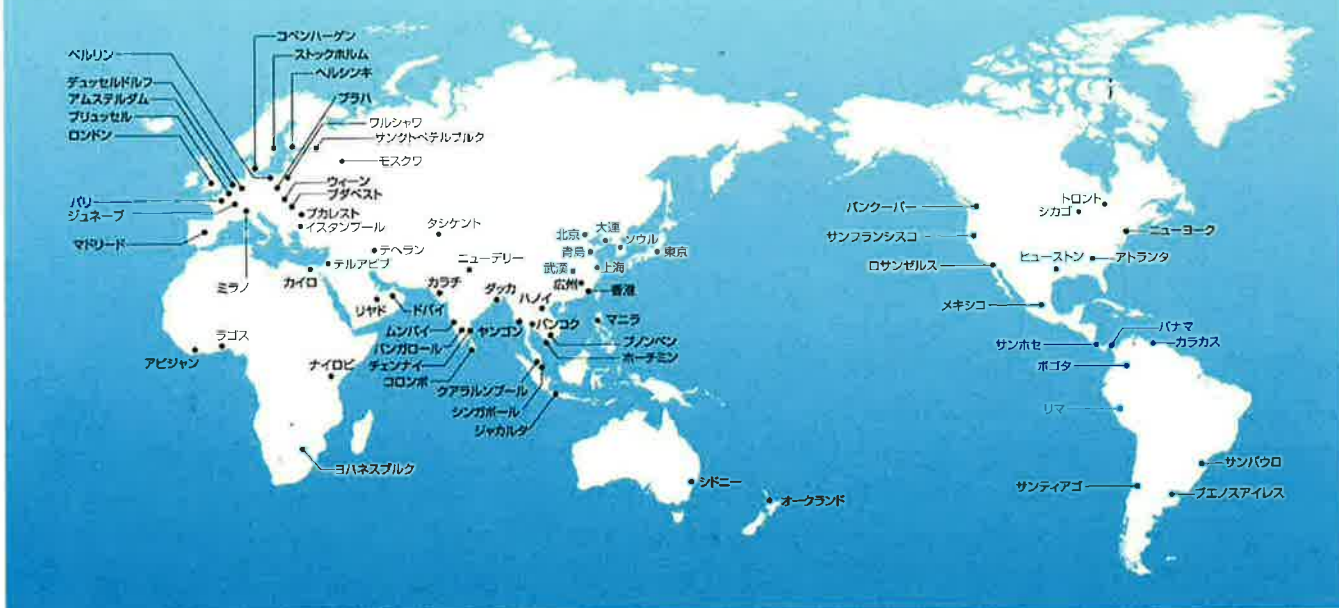 コペンハーゲン
ベルリン
ストックホルム
ヘルシンキ
デュッセルドルフ
アムステルダム
プラハ
ブリュッセル
ワルシャワ
ロンドン
サンクトペテルブルク
モスクワ
ウィーン
ブダペスト
パリ
ジュネーブ
ブカレスト
イスタンブール
マドリード
タシケント
テヘラン
テルアビブ
ニューデリー
ミラノ
カイロ
リヤド
ドバイ
カラチ
ダッカ
北京
大連
ソウル
青島
東京
武漢
上海
広州
香港
ハノイ
ムンバイ
ヤンゴン
バンコク
マニラ
バンガロール
プノンペン
チェンナイ
ホーチミン
コロンボ
クアラルンプール
シンガポール
ジャカルタ
ラゴス
アビジャン
ナイロビ
ヨハネスブルク
シドニー
オークランド
バンクーバー
トロント
シカゴ
サンフランシスコ
ニューヨーク
ロサンゼルス
ヒューストン
アトランタ
メキシコ
パナマ
サンホセ
カラカス
ボゴタ
リマ
サンパウロ
サンティアゴ
ブエノスアイレス